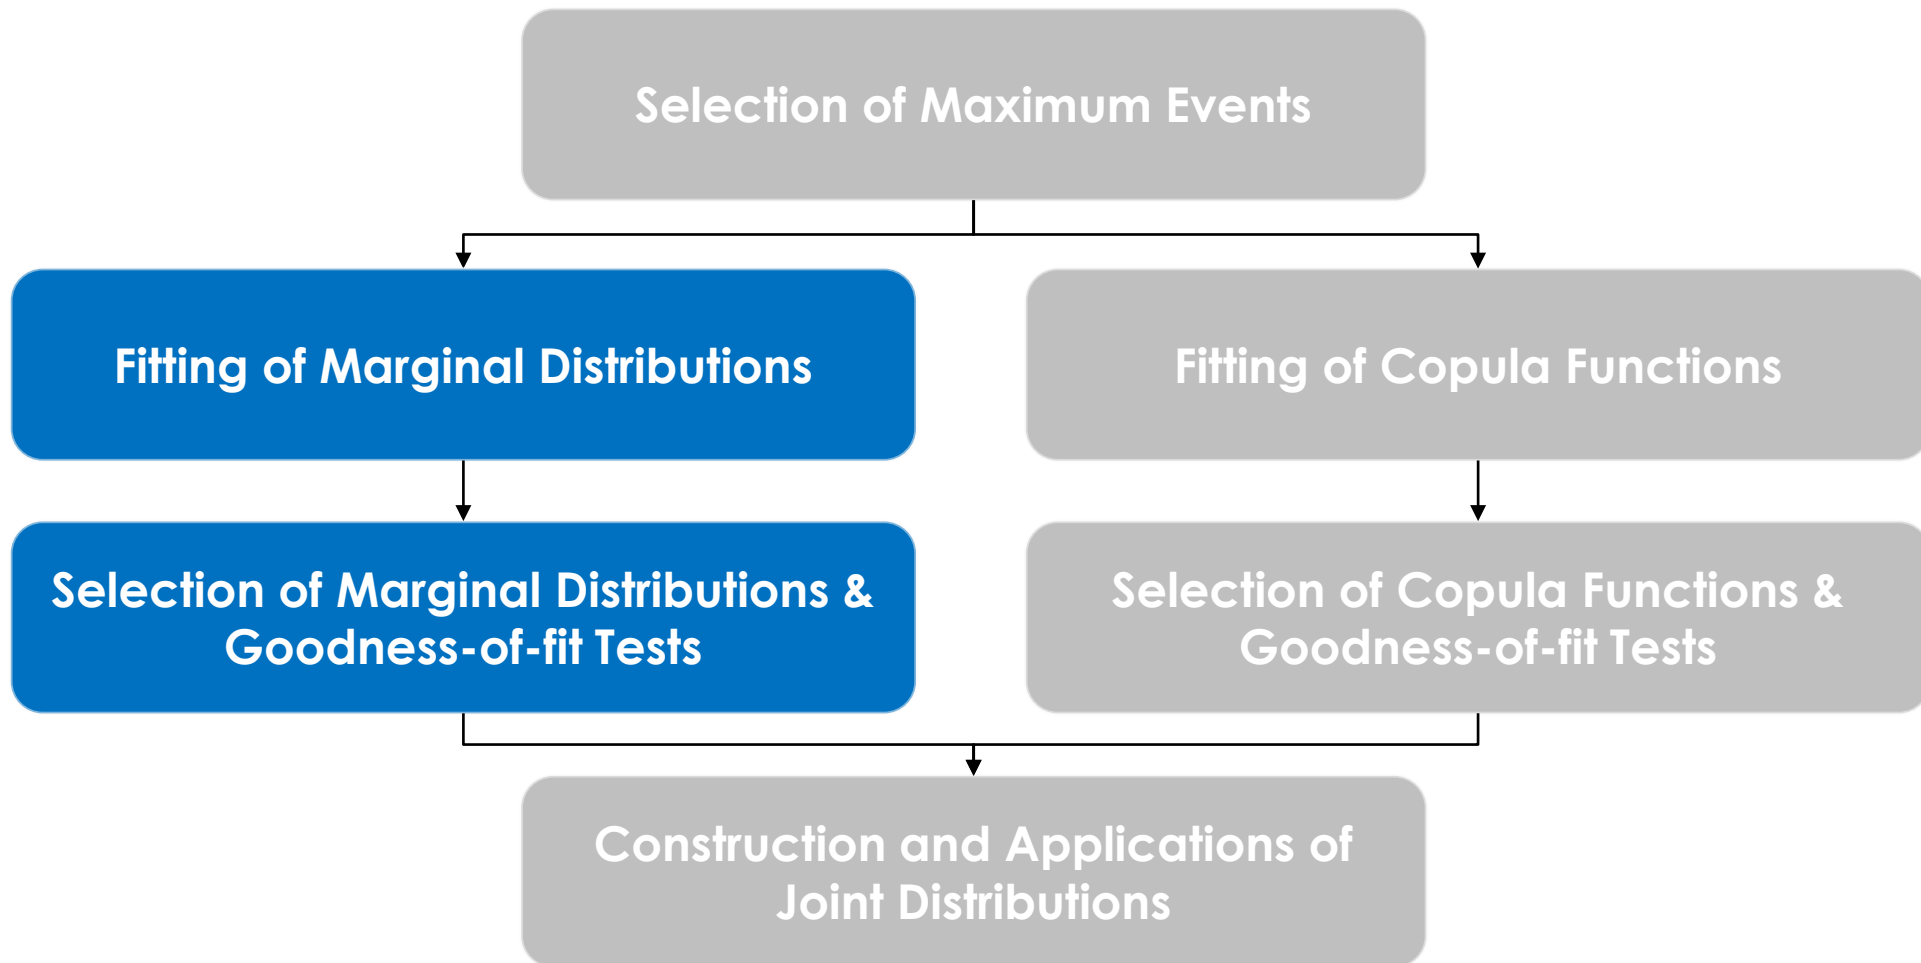 Selection of Maximum Events
Fitting of Marginal Distributions
Fitting of Copula Functions
Selection of Marginal Distributions &
Goodness-of-fit Tests
Selection of Copula Functions &
Goodness-of-fit Tests
Construction and Applications of
Joint Distributions